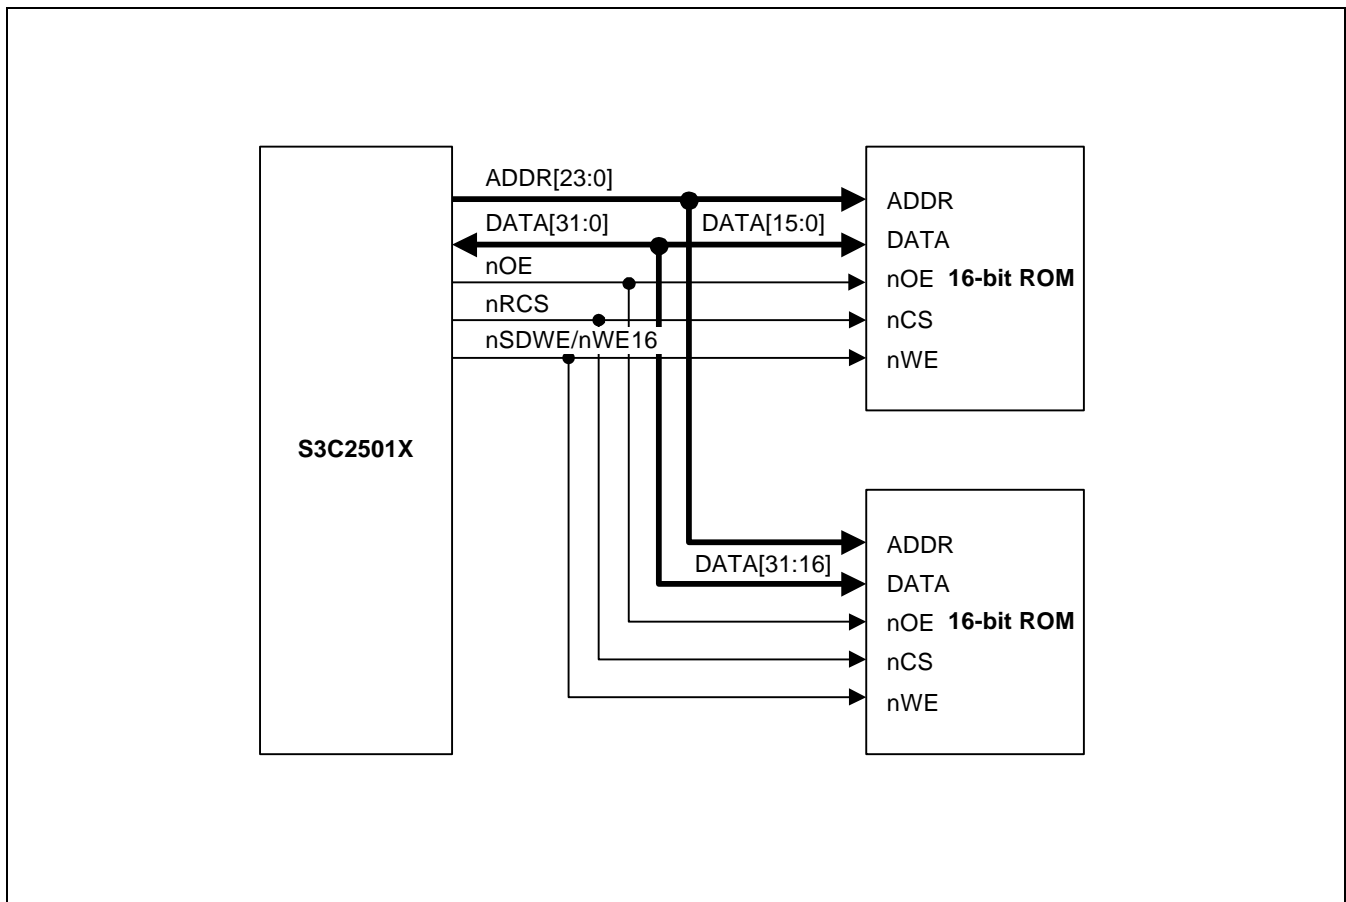 ADDR[23:0]
DATA[31:0]
DATA[15:0]
nOE
nRCS
nSDWE/nWE16
S3C2501X
ADDR
DATA
nOE 16-bit ROM
nCS
nWE
DATA[31:16]
ADDR
DATA
nOE 16-bit ROM
nCS
nWE